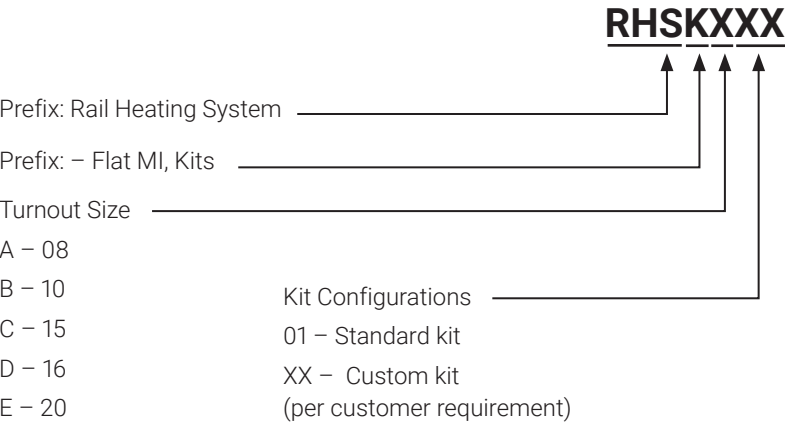 RHSKXXX
Prefix: Rail Heating System
Prefix: – Flat MI, Kits
Turnout Size
A – 08
B – 10
C – 15
D – 16
E – 20
Kit Configurations
01 – Standard kit
XX – Custom kit
(per customer requirement)